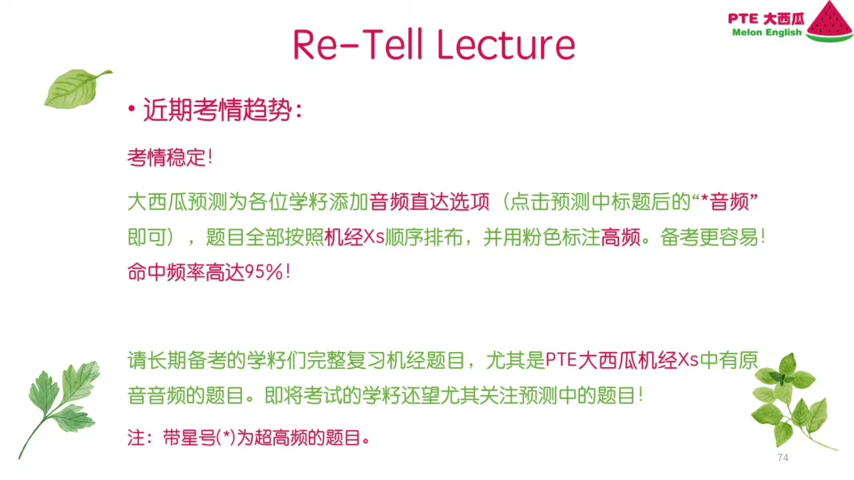 PTE 大西瓜
Melon English
Re-Tell Lecture
• 近期考情趋势：
考情稳定！
大西瓜预测为各位学籽添加音频直达选项（点击预测中标题后的“*音频”
即可），题目全部按照机经Xs顺序排布，并用粉色标注高频。备考更容易！
命中频率高达95%！
请长期备考的学籽们完整复习机经题目，尤其是PTE大西瓜机经Xs中有原
音音频的题目。即将考试的学籽还望尤其关注预测中的题目！
注：带星号(*)为超高频的题目。
74